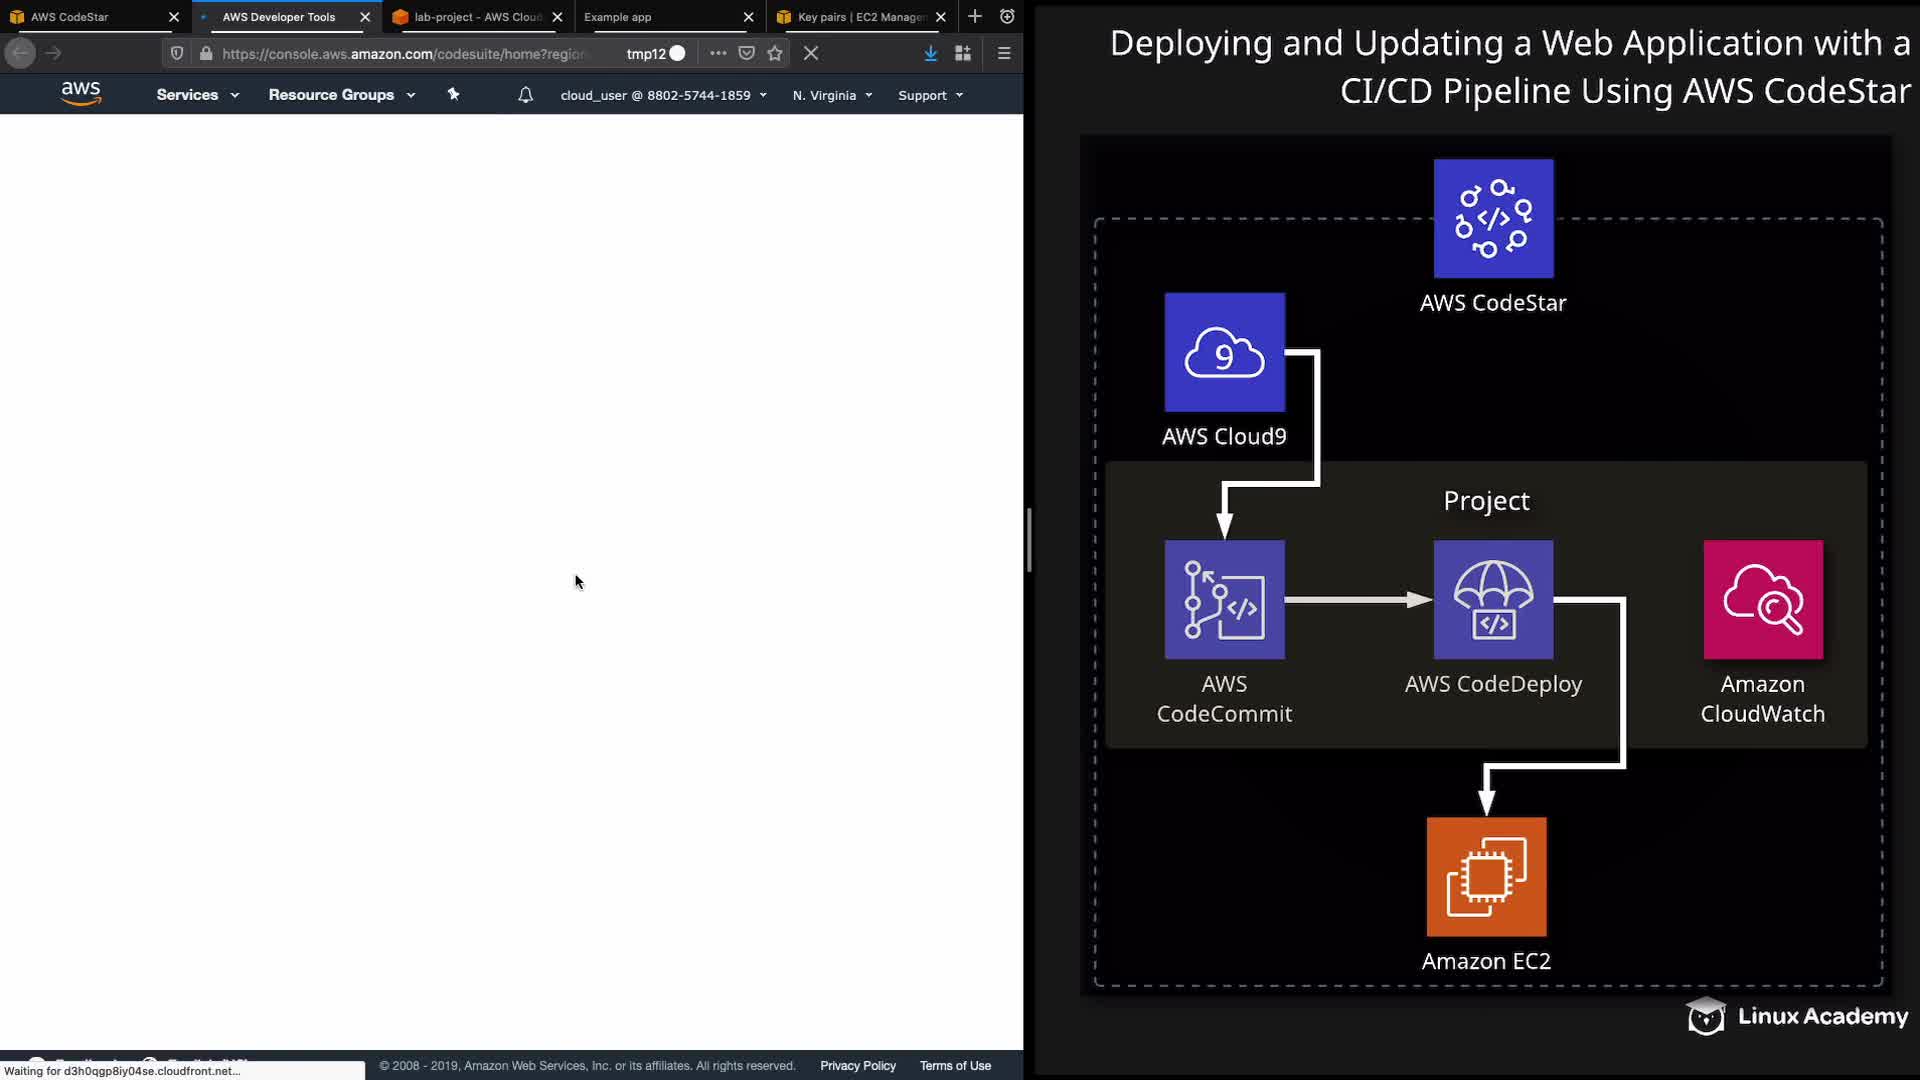 AWS CodeStar
AWS Developer Tools
lab-project - AWS Cloud
Example app
Key pairs | EC2 Manage
https://console.aws.amazon.com/codesuite/home?region
tmp12
aws
Services
Resource Groups
cloud_user @ 8802-5744-1859
N. Virginia
Support
Waiting for d3h0qgp8iy04se.cloudfront.net...
© 2008 - 2019, Amazon Web Services, Inc. or its affiliates. All rights reserved.
Privacy Policy
Terms of Use
Deploying and Updating a Web Application with a
CI/CD Pipeline Using AWS CodeStar
</>
AWS CodeStar
9
AWS Cloud9
Project
</>
</>
AWS
CodeCommit
AWS CodeDeploy
Amazon
CloudWatch
Amazon EC2
Linux Academy